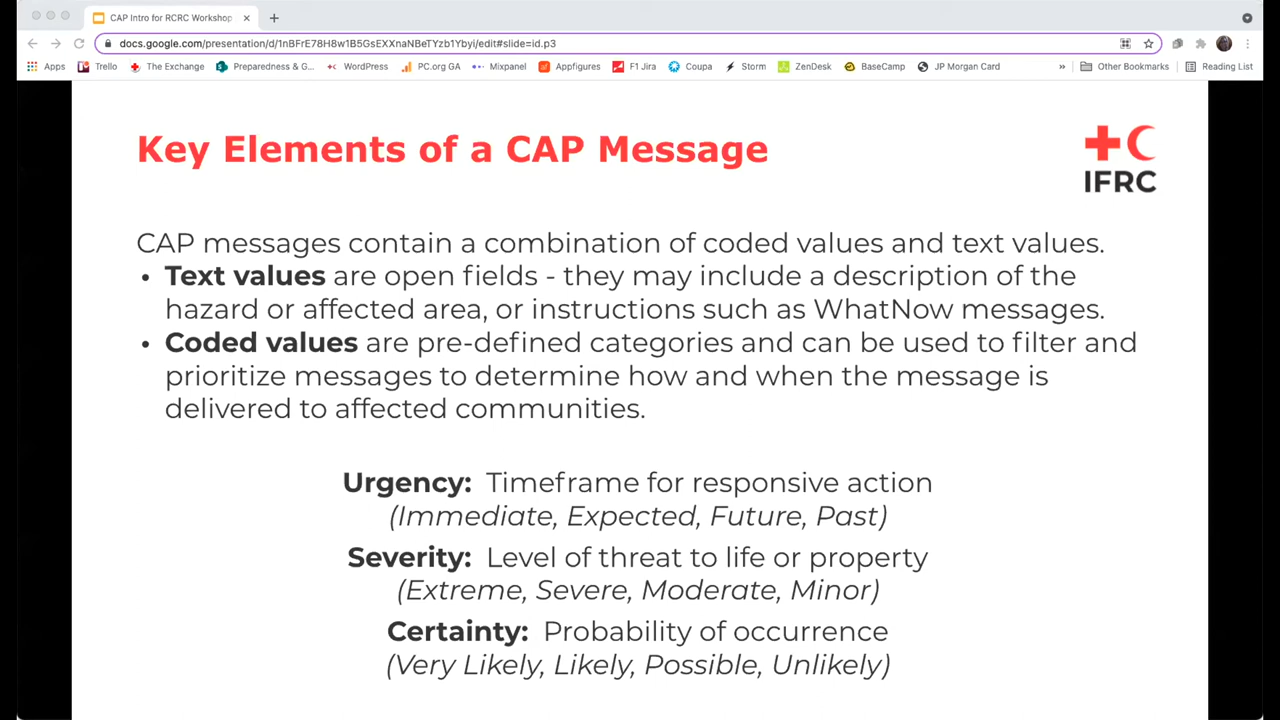 CAP Intro for RCRC Workshop
docs.google.com/presentation/d/1nBFrE78H8w1B5GsEXXnaNBeTYzb1Ybyi/edit#slide=id.p3
Apps Trello The Exchange Preparedness & G... WordPress PC.org GA Mixpanel Appfigures F1 Jira Coupa Storm ZenDesk BaseCamp JP Morgan Card » Other Bookmarks Reading List
Key Elements of a CAP Message
IFRC
CAP messages contain a combination of coded values and text values.
• Text values are open fields - they may include a description of the
hazard or affected area, or instructions such as WhatNow messages.
• Coded values are pre-defined categories and can be used to filter and
prioritize messages to determine how and when the message is
delivered to affected communities.
Urgency: Timeframe for responsive action
(Immediate, Expected, Future, Past)
Severity: Level of threat to life or property
(Extreme, Severe, Moderate, Minor)
Certainty: Probability of occurrence
(Very Likely, Likely, Possible, Unlikely)